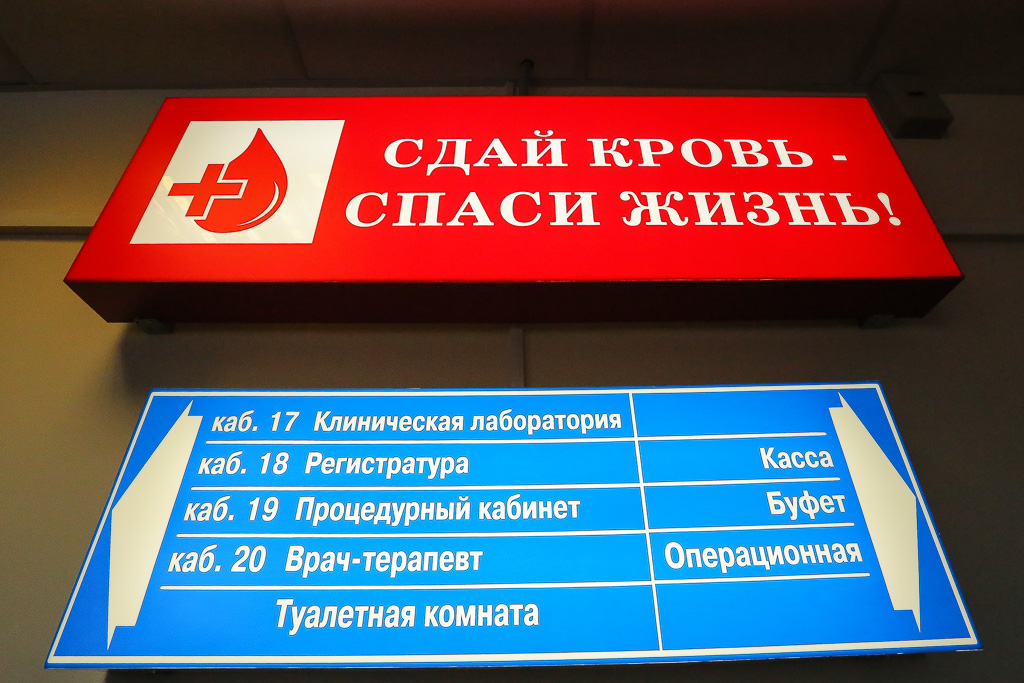 СДАЙ КРОВЬ -
СПАСИ ЖИЗНЬ!
каб. 17 Клиническая лаборатория
каб. 18 Регистратура
Касса
каб. 19 Процедурный кабинет
Буфет
каб. 20 Врач-терапевт
Операционная
Туалетная комната